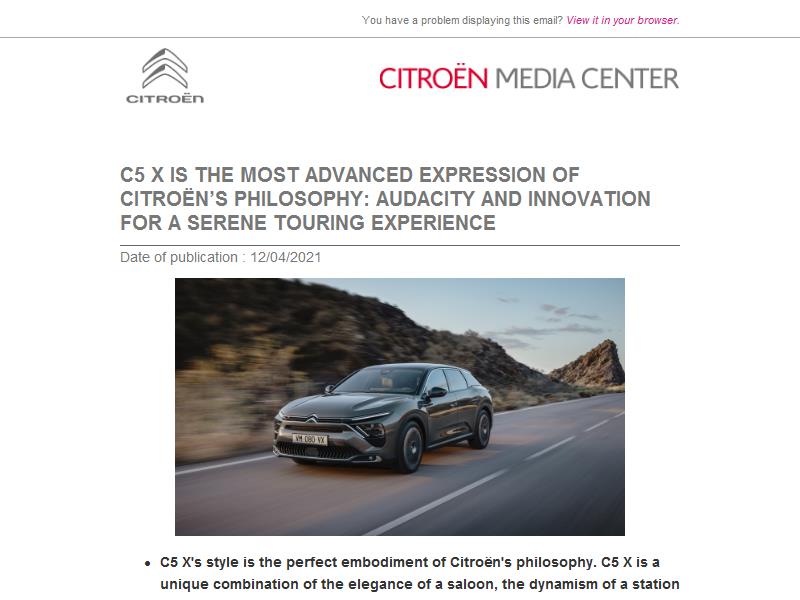 You have a problem displaying this email? View it in your browser.
CITROËN
CITROËN MEDIA CENTER
C5 X IS THE MOST ADVANCED EXPRESSION OF
CITROËN’S PHILOSOPHY: AUDACITY AND INNOVATION
FOR A SERENE TOURING EXPERIENCE
Date of publication : 12/04/2021
VM 080 VX
• C5 X's style is the perfect embodiment of Citroën's philosophy. C5 X is a
unique combination of the elegance of a saloon, the dynamism of a station